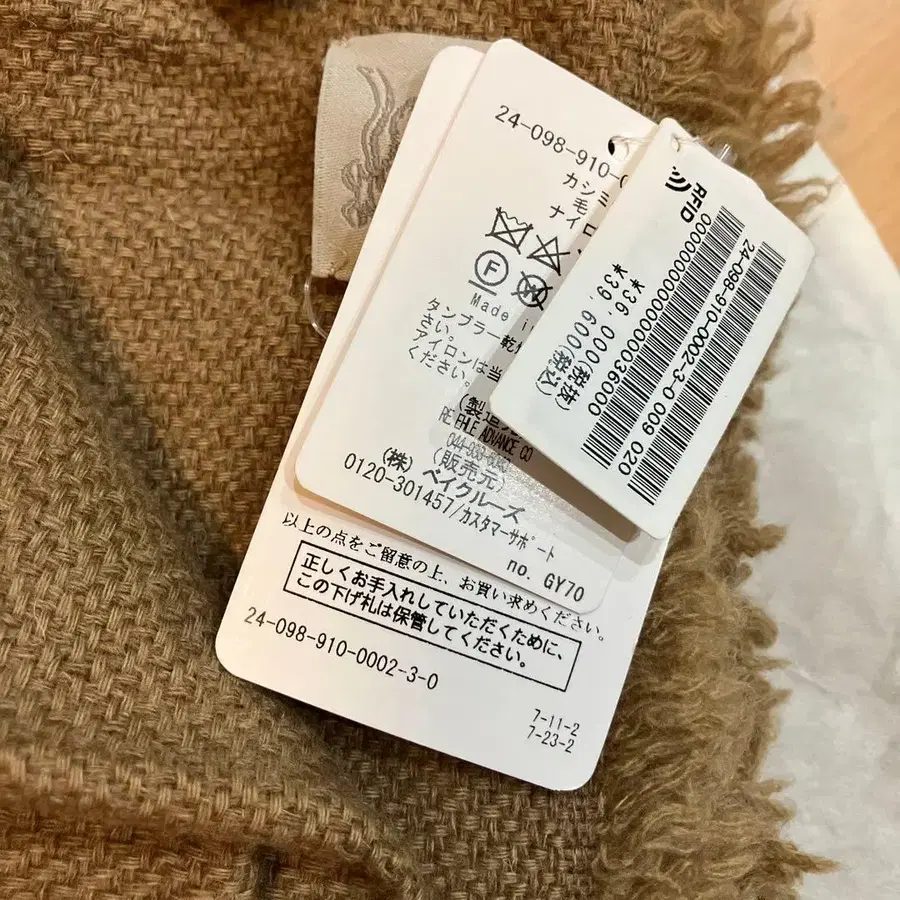 24-098-910-0
カシミ
毛
ナイロ
F
Made i
タンブラー乾燥
さい。
アイロンは当
ください。
(製造
RE EHLE ADVANCE CO
(販売元)
(株) ベイクルーズ
0120-301457/カスタマーサポート
no. GY70
RFID
24-098-910-0002-3-0 009 020
¥36,000(税抜)
¥39,600(税込)
以上の点をご留意の上、お買い求めください。
正しくお手入れしていただくために、
この下げ札は保管してください。
24-098-910-0002-3-0
7-11-2
7-23-2